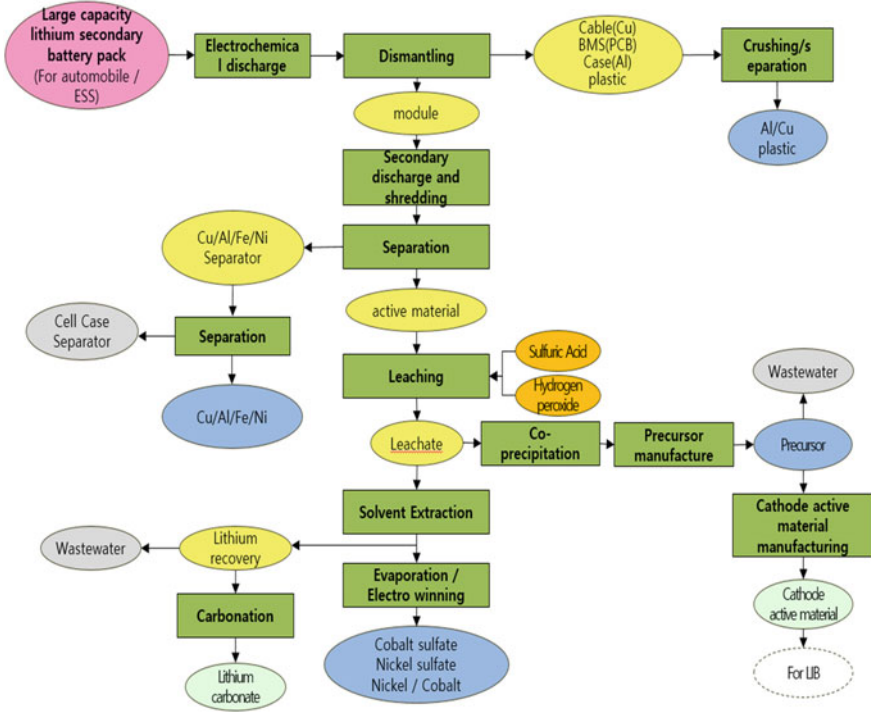 Large capacity
lithium secondary
battery pack
(For automobile /
ESS)
Electrochemica
l discharge
Dismantling
Cable(Cu)
BMS(PCB)
Case(Al)
plastic
Crushing/s
eparation
module
Al/Cu
plastic
Secondary
discharge and
shredding
Cu/Al/Fe/Ni
Separator
Separation
active material
Cell Case
Separator
Separation
Leaching
Sulfuric Acid
Hydrogen
peroxide
Wastewater
Cu/Al/Fe/Ni
Leachate
Co-
precipitation
Precursor
manufacture
Precursor
Solvent Extraction
Cathode active
material
manufacturing
Wastewater
Lithium
recovery
Evaporation /
Electro winning
Cathode
active material
Carbonation
Cobalt sulfate
Nickel sulfate
Nickel / Cobalt
Lithium
carbonate
For LIB